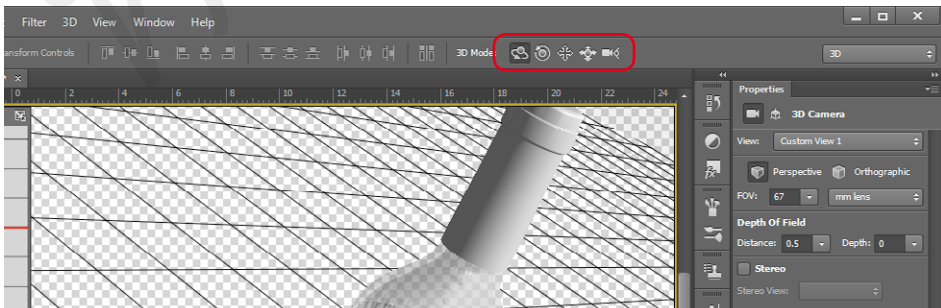 Filter 3D View Window Help
ansform Controls 3D Mode: 3D
0 2 4 6 8 10 12 14 16 18 20 22 24
Properties
3D Camera
View: Custom View 1
Perspective Orthographic
FOV: 67 mm lens
Depth Of Field
Distance: 0.5 Depth: 0
Stereo
Stereo View: